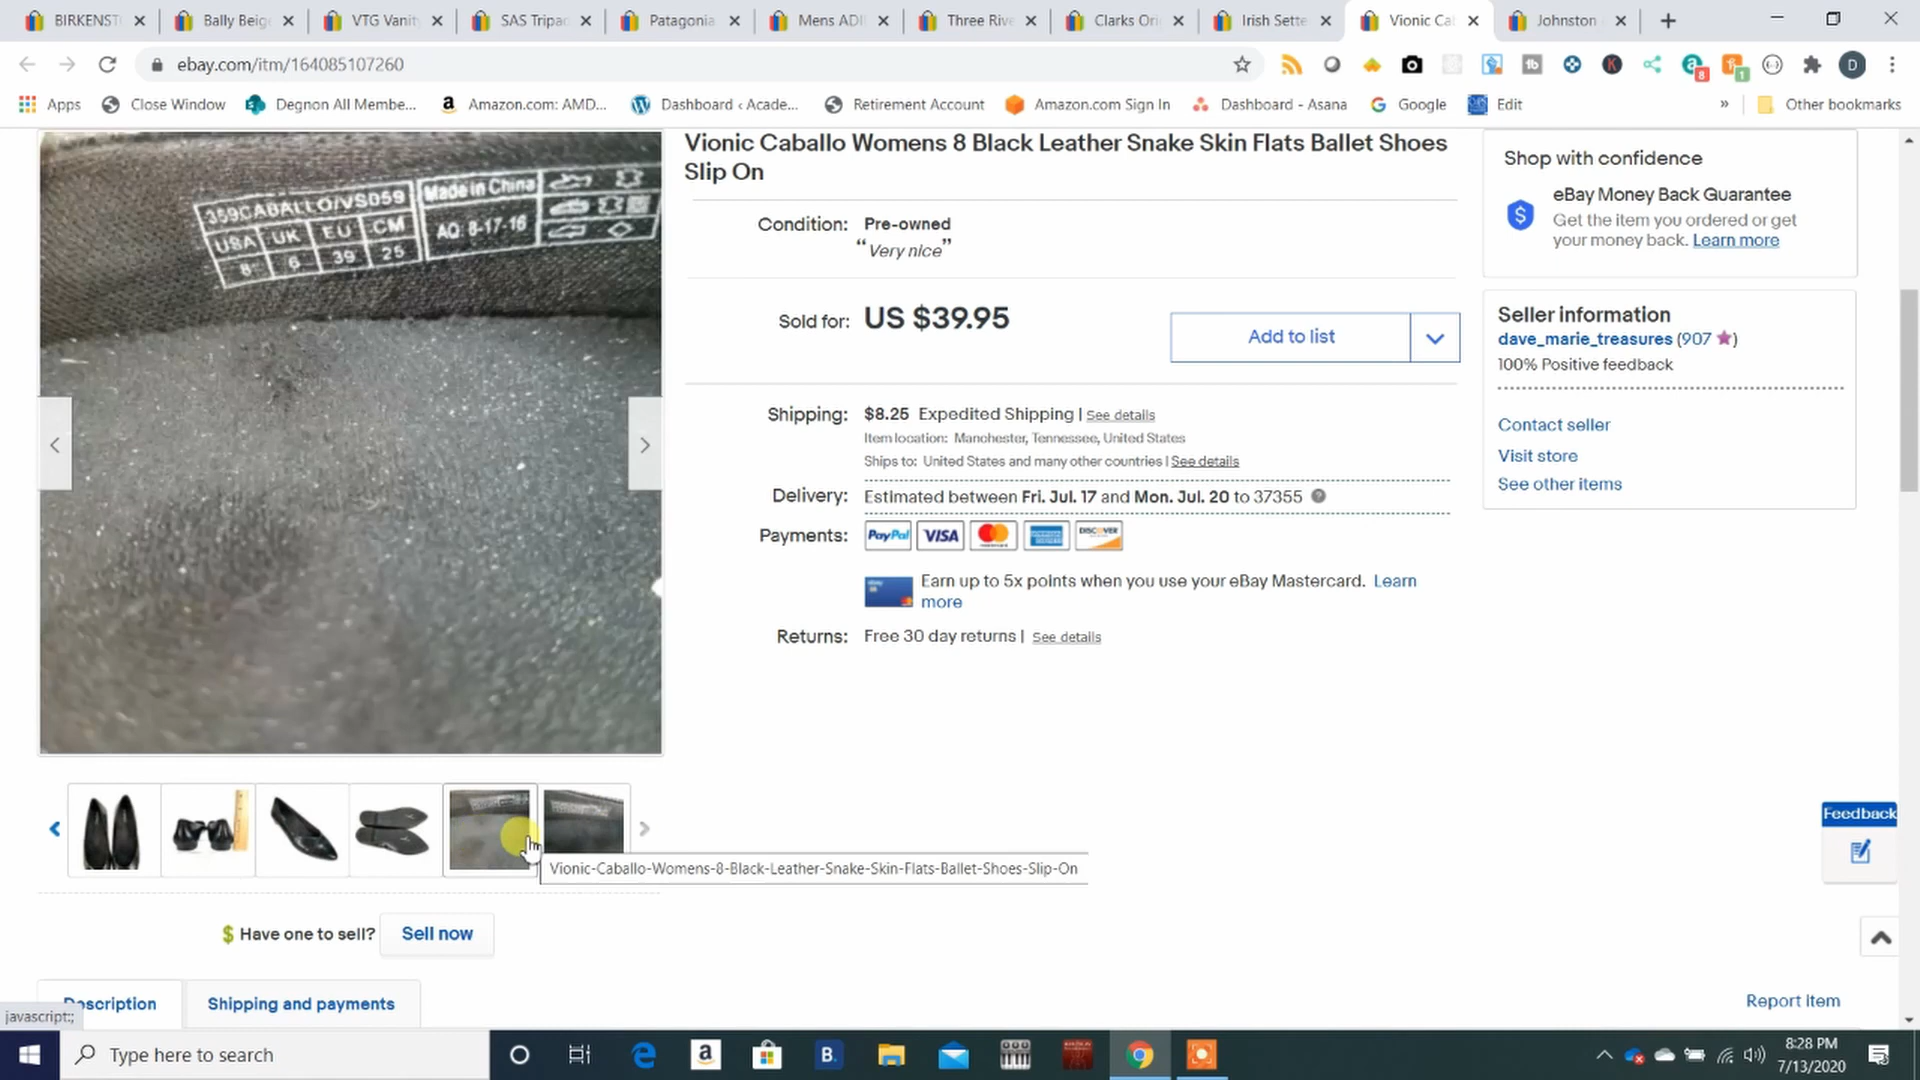 BIRKENST
Bally Beig
VTG Vanit
SAS Tripa
Patagonia
Mens ADI
Three Rive
Clarks Ori
Irish Sette
Vionic Ca
Johnston
ebay.com/itm/164085107260
8
1
D
Apps
Close Window
Degnon All Membe...
Amazon.com: AMD...
Dashboard ‹ Acade...
Retirement Account
Amazon.com Sign In
Dashboard - Asana
Google
Edit
»
Other bookmarks
359CABALLO/VSD59
USA UK EU CM
8 6 39 25
Made in China
AQ: 8-17-16
Vionic Caballo Womens 8 Black Leather Snake Skin Flats Ballet Shoes
Slip On
Condition: Pre-owned
“Very nice”
Sold for: US $39.95
Add to list
Shipping: $8.25 Expedited Shipping | See details
Item location: Manchester, Tennessee, United States
Ships to: United States and many other countries | See details
Delivery: Estimated between Fri. Jul. 17 and Mon. Jul. 20 to 37355
Payments: PayPal VISA DISCOVER
Earn up to 5x points when you use your eBay Mastercard. Learn
more
Returns: Free 30 day returns | See details
Shop with confidence
eBay Money Back Guarantee
Get the item you ordered or get
your money back. Learn more
Seller information
dave_marie_treasures (907 )
100% Positive feedback
Contact seller
Visit store
See other items
Vionic-Caballo-Womens-8-Black-Leather-Snake-Skin-Flats-Ballet-Shoes-Slip-On
Feedback
$ Have one to sell? Sell now
Description
Shipping and payments
Report item
javascript:;
Type here to search
8:28 PM
7/13/2020